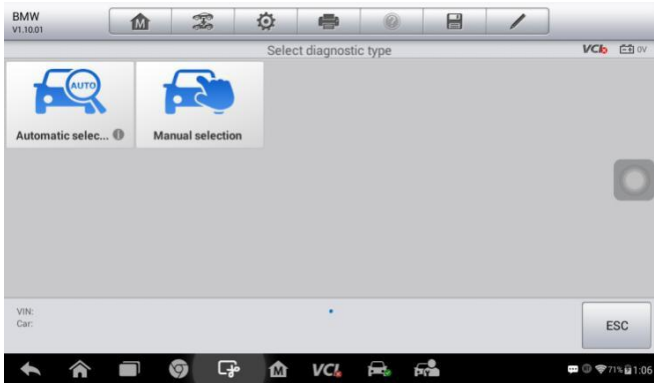 BMW
V1.10.01
M
Select diagnostic type
VCI
0V
AUTO
Automatic selec...
Manual selection
VIN:
Car:
ESC
M
VCI
71%
1:06